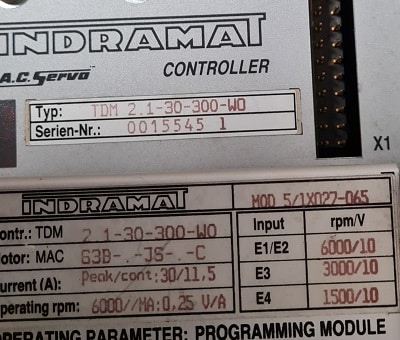 INDRAMAT
A.C. Servo CONTROLLER
Typ: TDM 2.1-30-300-W0
Serien-Nr.: 0015545 1
X1
INDRAMAT MOD 5/1X027-065
ontr.: TDM 2.1-30-300-W0
otor: MAC 63B-.-JS-.-C
urrent (A): Peak/cont:30/11,5
perating rpm: 6000//MA:0,25 V/A
Input rpm/V
E1/E2 6000/10
E3 3000/10
E4 1500/10
OPERATING PARAMETER: PROGRAMMING MODULE